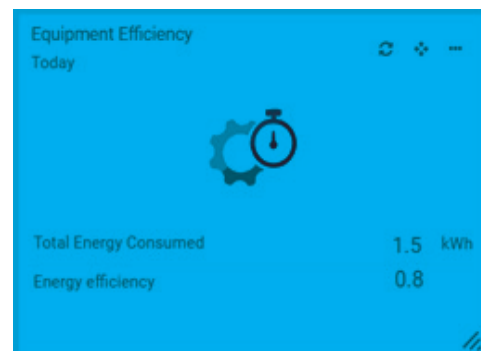 Equipment Efficiency
Today
Total Energy Consumed 1.5 kWh
Energy efficiency 0.8